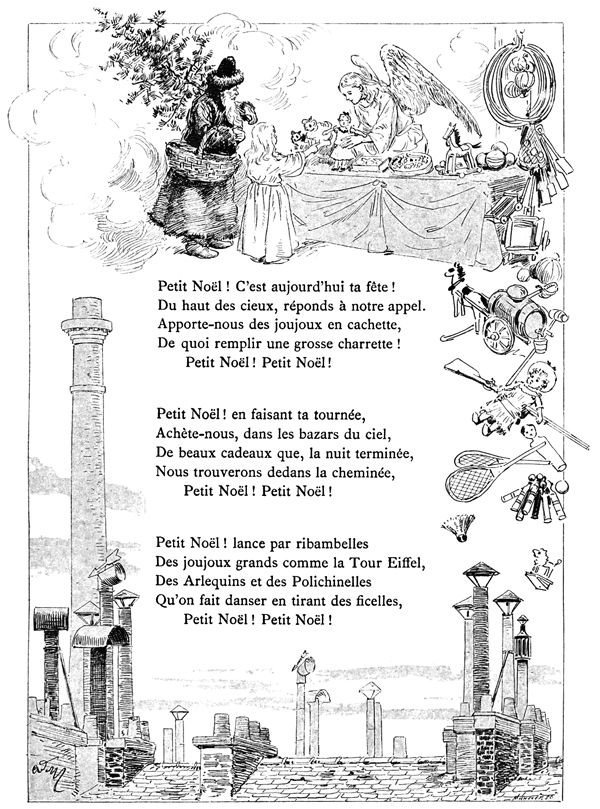 Petit Noël ! C'est aujourd'hui ta fête !
Du haut des cieux, réponds à notre appel.
Apporte-nous des joujoux en cachette,
De quoi remplir une grosse charrette !
Petit Noël ! Petit Noël !
Petit Noël ! en faisant ta tournée,
Achète-nous, dans les bazars du ciel,
De beaux cadeaux que, la nuit terminée,
Nous trouverons dedans la cheminée,
Petit Noël ! Petit Noël !
Petit Noël ! lance par ribambelles
Des joujoux grands comme la Tour Eiffel,
Des Arlequins et des Polichinelles
Qu'on fait danser en tirant des ficelles,
Petit Noël ! Petit Noël !